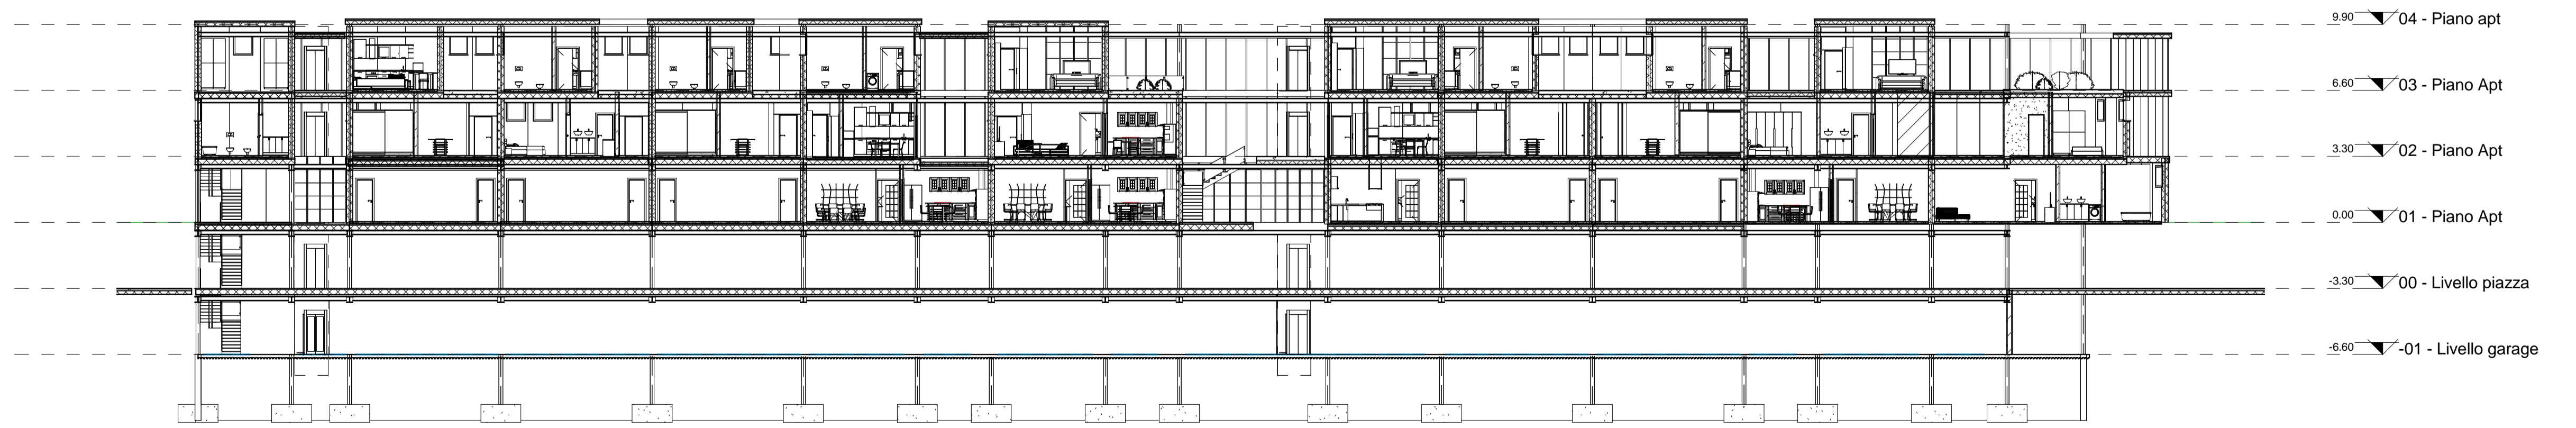 9.90 04 - Piano apt
6.60 03 - Piano Apt
3.30 02 - Piano Apt
0.00 01 - Piano Apt
-3.30 00 - Livello piazza
-6.60 -01 - Livello garage